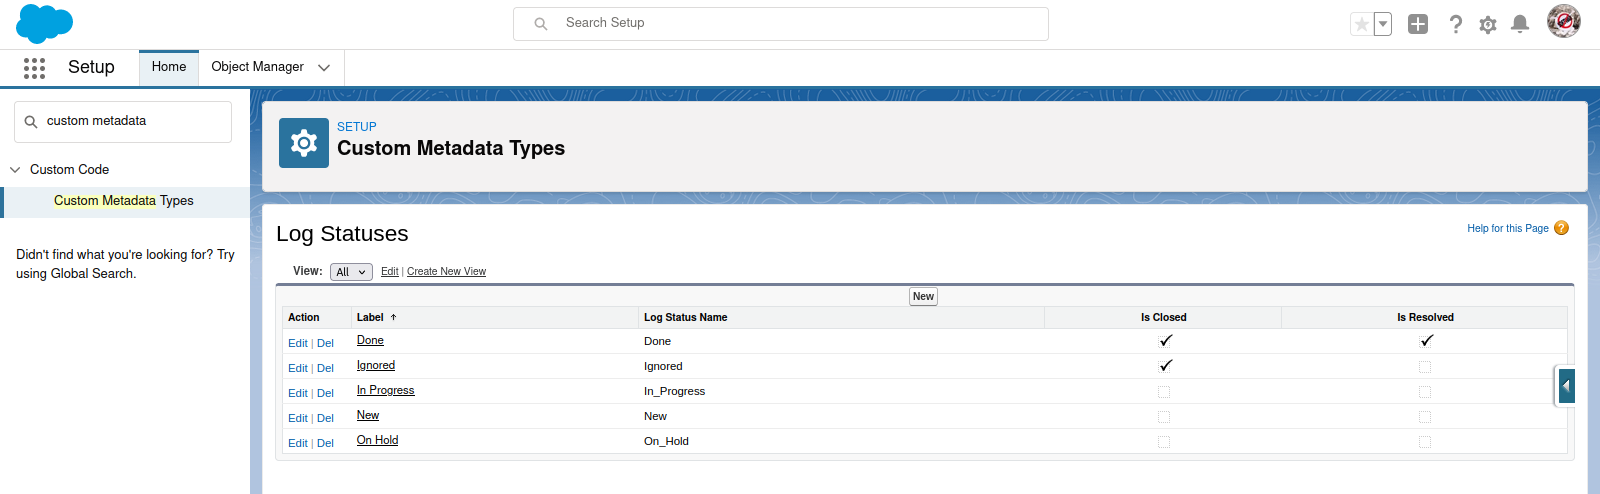 Search Setup
Setup
Home
Object Manager
custom metadata
Custom Code
Custom Metadata Types
Didn't find what you're looking for? Try
using Global Search.
SETUP
Custom Metadata Types
Log Statuses
Help for this Page ?
View: All Edit | Create New View
New
Action Label ↑ Log Status Name Is Closed Is Resolved
Edit | Del Done Done
Edit | Del Ignored Ignored
Edit | Del In Progress In_Progress
Edit | Del New New
Edit | Del On Hold On_Hold